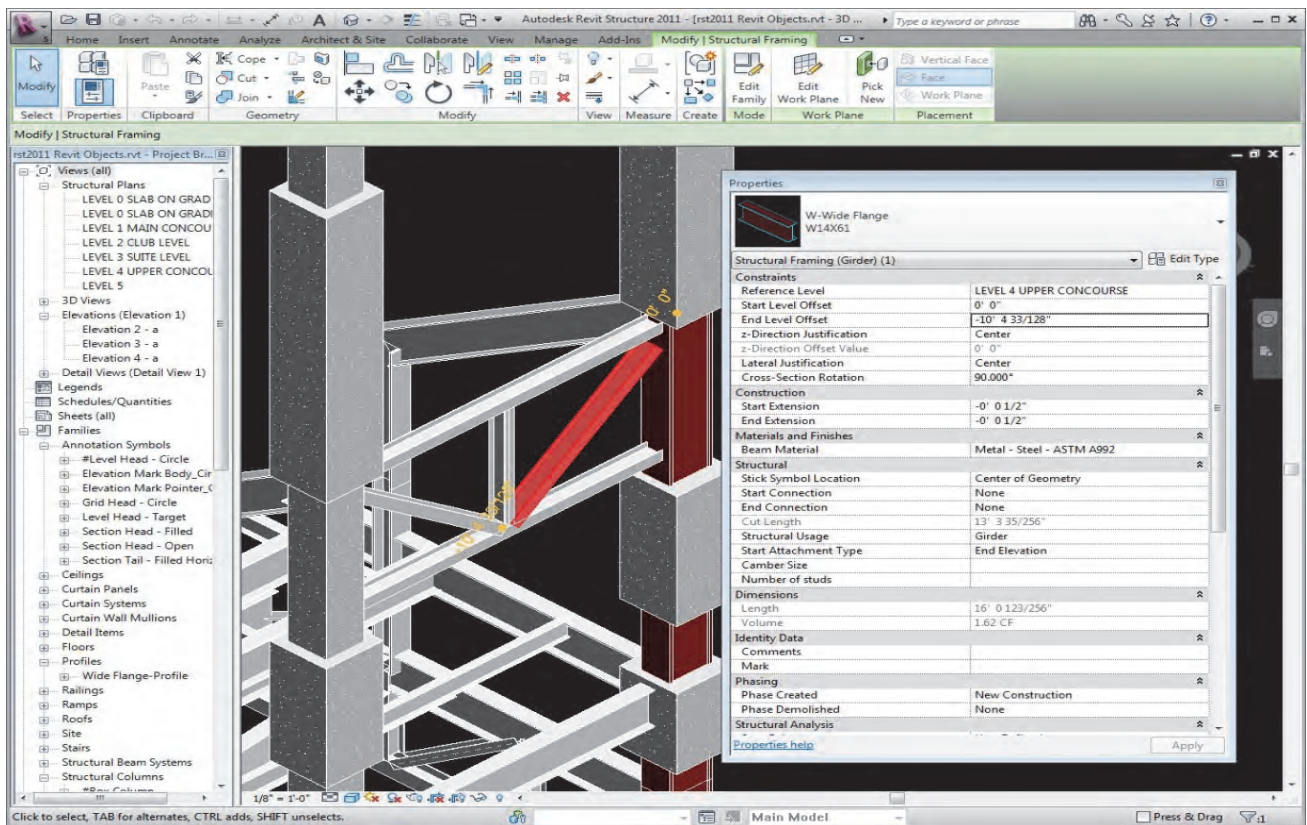 Autodesk Revit Structure 2011 - [rst2011 Revit Objects.rvt - 3D ...
Type a keyword or phrase
Home Insert Annotate Analyze Architect & Site Collaborate View Manage Add-Ins Modify | Structural Framing
Modify
Paste
Cope
Cut
Join
Edit Family
Edit Work Plane
Pick New
Vertical Face
Face
Work Plane
Select Properties Clipboard Geometry Modify View Measure Create Mode Work Plane Placement
Modify | Structural Framing
rst2011 Revit Objects.rvt - Project Br...
Views (all)
Structural Plans
LEVEL 0 SLAB ON GRAD
LEVEL 0 SLAB ON GRADI
LEVEL 1 MAIN CONCOU
LEVEL 2 CLUB LEVEL
LEVEL 3 SUITE LEVEL
LEVEL 4 UPPER CONCOL
LEVEL 5
3D Views
Elevations (Elevation 1)
Elevation 2 - a
Elevation 3 - a
Elevation 4 - a
Detail Views (Detail View 1)
Legends
Schedules/Quantities
Sheets (all)
Families
Annotation Symbols
#Level Head - Circle
Elevation Mark Body_Cir
Elevation Mark Pointer_C
Grid Head - Circle
Level Head - Target
Section Head - Filled
Section Head - Open
Section Tail - Filled Horiz
Ceilings
Curtain Panels
Curtain Systems
Curtain Wall Mullions
Detail Items
Floors
Profiles
Wide Flange-Profile
Railings
Ramps
Roofs
Site
Stairs
Structural Beam Systems
Structural Columns
0' 0"
Properties
W-Wide Flange
W14X61
Structural Framing (Girder) (1) Edit Type
Constraints
Reference Level LEVEL 4 UPPER CONCOURSE
Start Level Offset 0' 0"
End Level Offset -10' 4 33/128"
z-Direction Justification Center
z-Direction Offset Value 0' 0"
Lateral Justification Center
Cross-Section Rotation 90.000°
Construction
Start Extension -0' 0 1/2"
End Extension -0' 0 1/2"
Materials and Finishes
Beam Material Metal - Steel - ASTM A992
Structural
Stick Symbol Location Center of Geometry
Start Connection None
End Connection None
Cut Length 13' 3 35/256"
Structural Usage Girder
Start Attachment Type End Elevation
Camber Size
Number of studs
Dimensions
Length 16' 0 123/256"
Volume 1.62 CF
Identity Data
Comments
Mark
Phasing
Phase Created New Construction
Phase Demolished None
Structural Analysis
Properties help Apply
1/8" = 1'-0"
Click to select, TAB for alternates, CTRL adds, SHIFT unselects.
Main Model
Press & Drag
:1